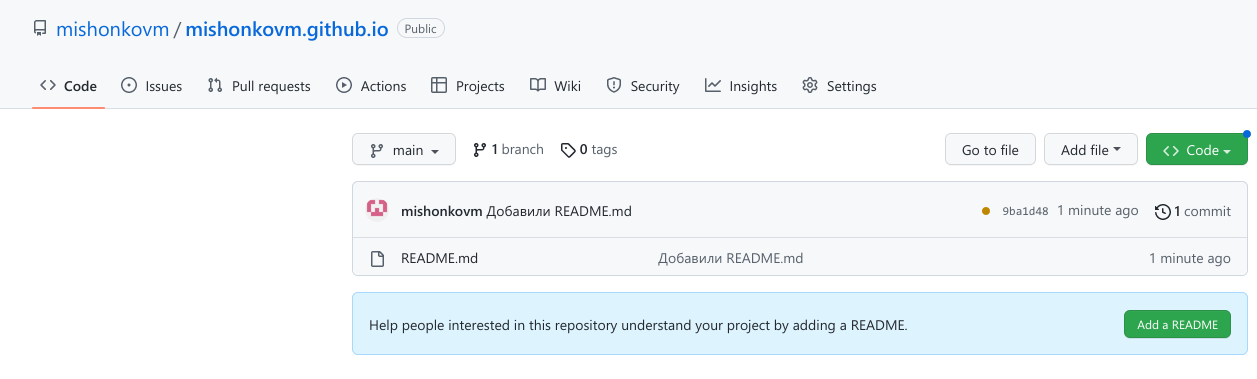 mishonkovm / mishonkovm.github.io Public
Code Issues Pull requests Actions Projects Wiki Security Insights Settings
main 1 branch 0 tags Go to file Add file Code
mishonkovm Добавили README.md 9ba1d48 1 minute ago 1 commit
README.md Добавили README.md 1 minute ago
Help people interested in this repository understand your project by adding a README. Add a README